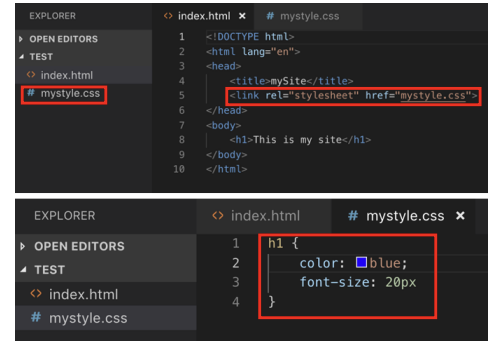 EXPLORER
<> index.html × # mystyle.css
OPEN EDITORS
TEST
<> index.html
# mystyle.css
1 <!DOCTYPE html>
2 <html lang="en">
3 <head>
4 <title>mySite</title>
5 <link rel="stylesheet" href="mystyle.css">
6 </head>
7 <body>
8 <h1>This is my site</h1>
9 </body>
10 </html>
EXPLORER
<> index.html # mystyle.css ×
OPEN EDITORS
TEST
<> index.html
# mystyle.css
1 h1 {
2 color: blue;
3 font-size: 20px
4 }